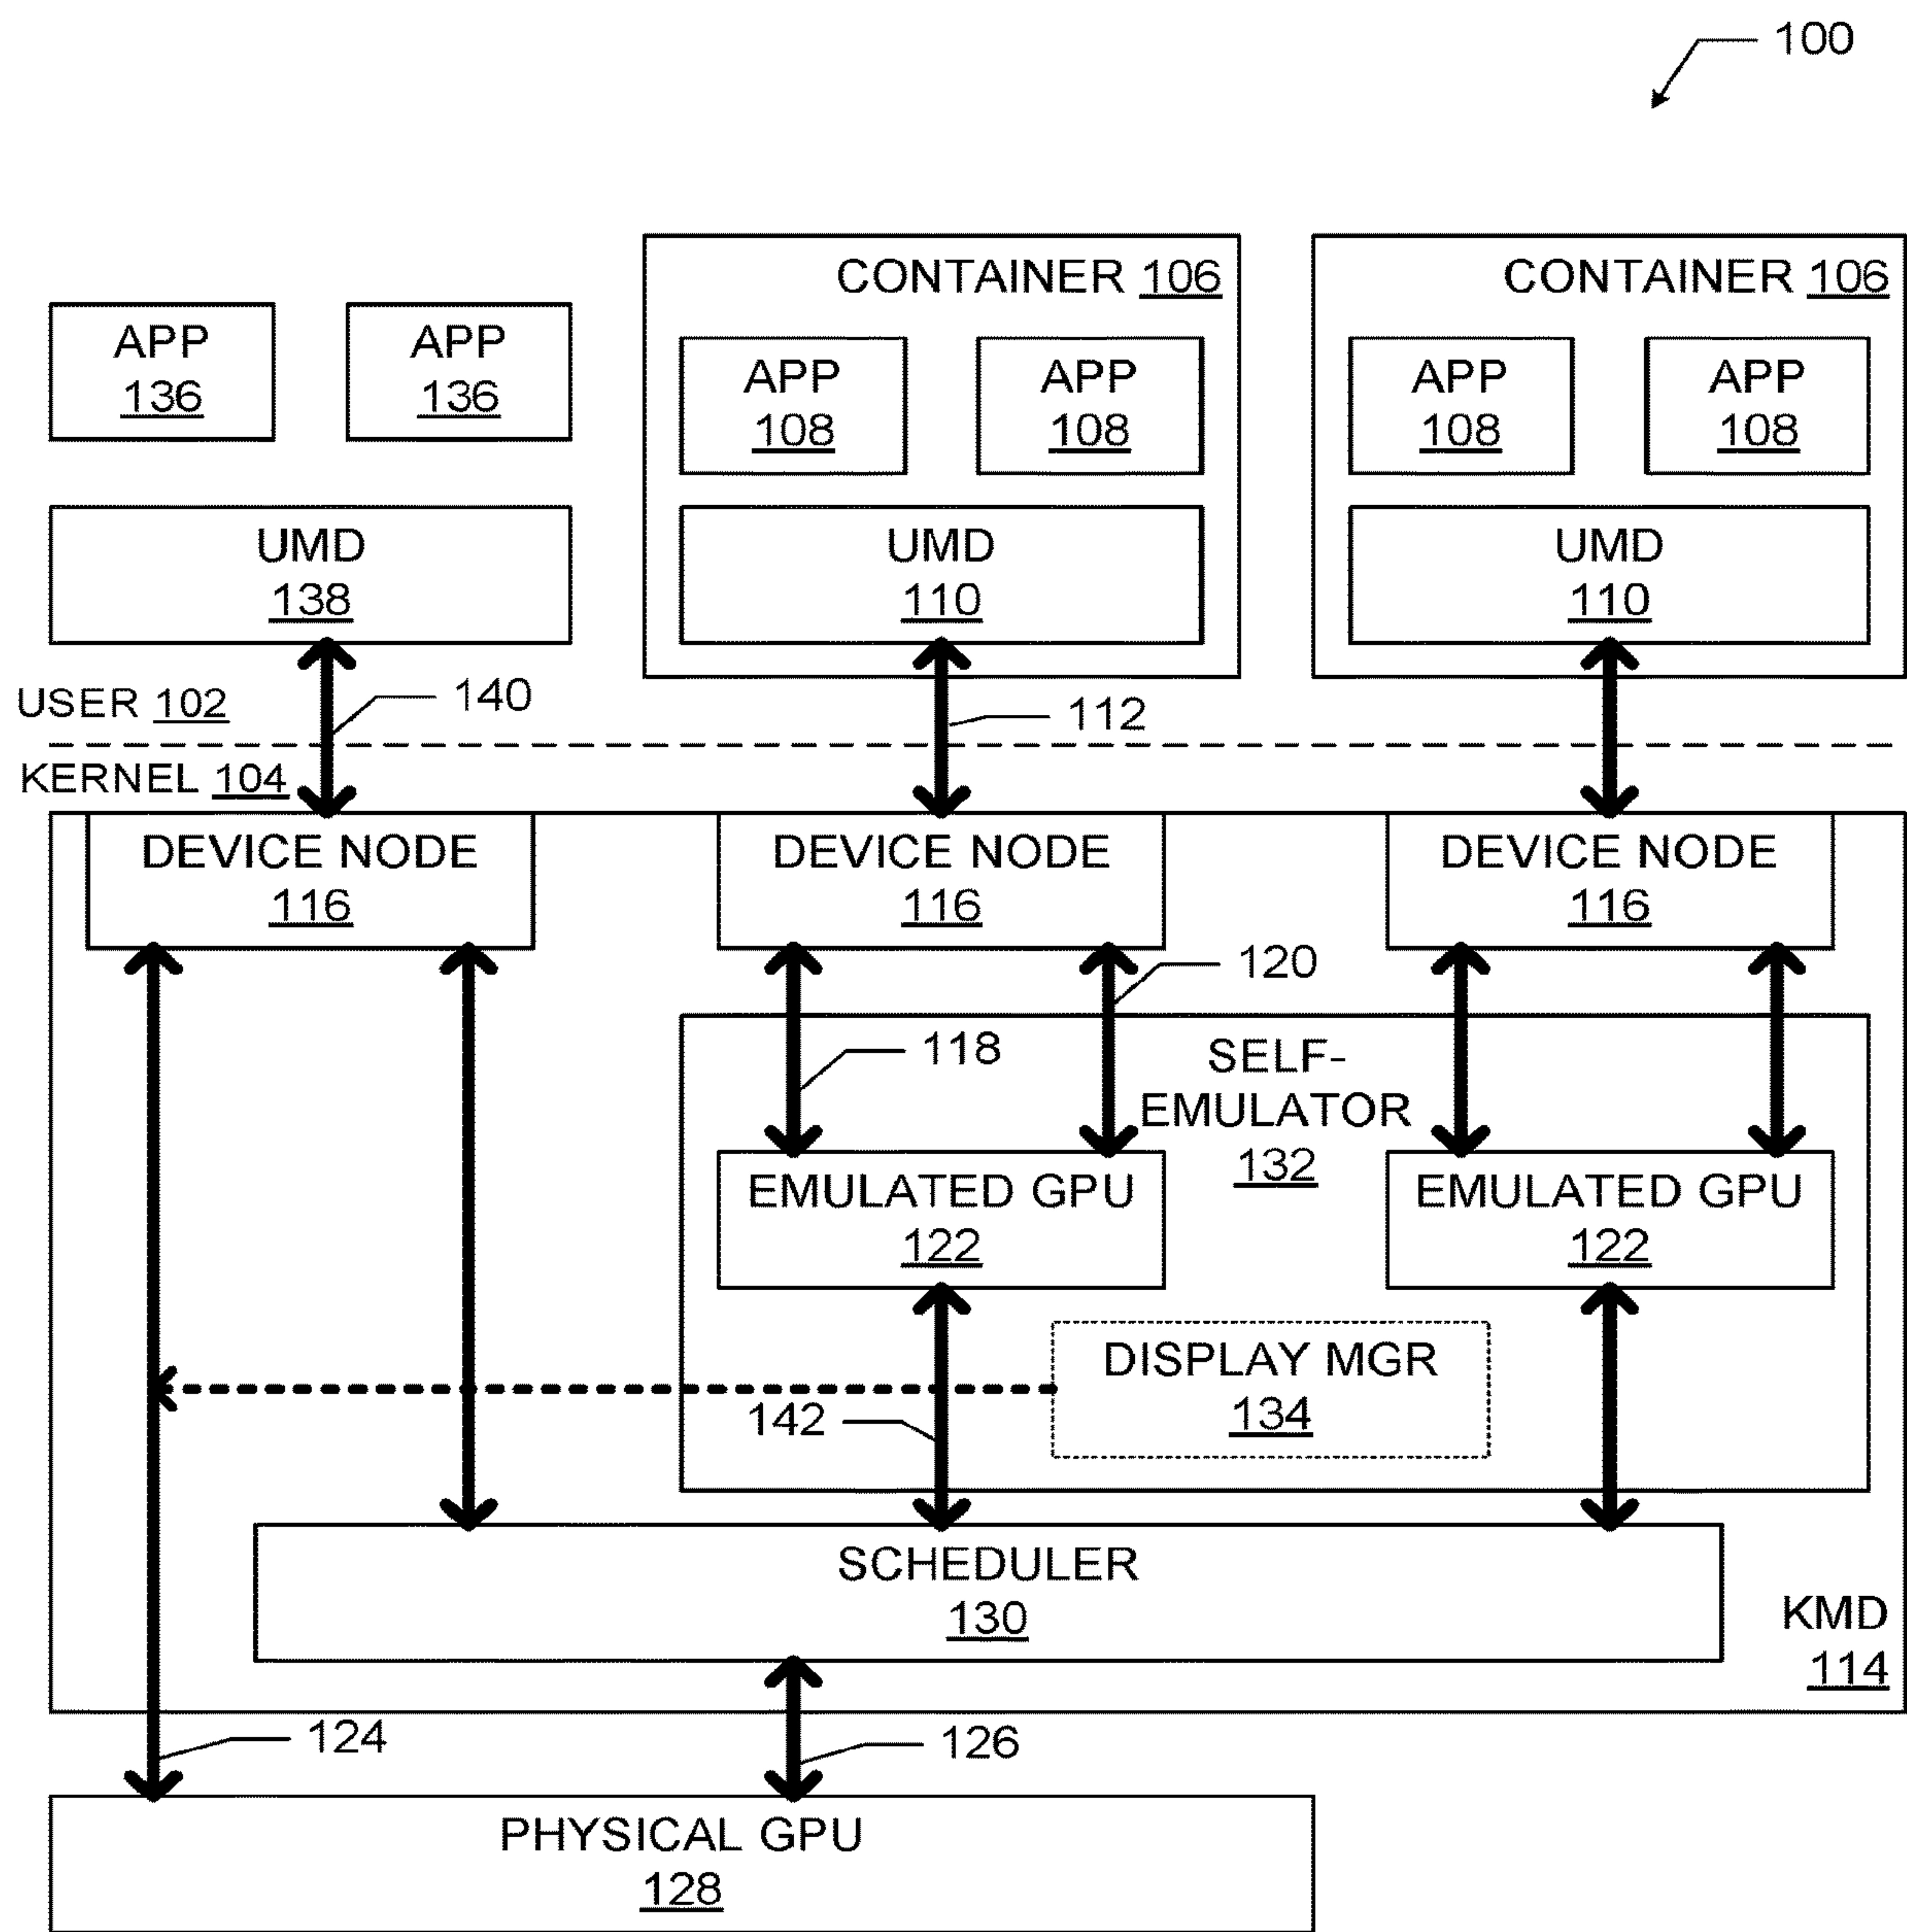 100
CONTAINER 106
CONTAINER 106
APP
136
APP
136
APP
108
APP
108
APP
108
APP
108
UMD
138
UMD
110
UMD
110
USER 102
140
112
KERNEL 104
DEVICE NODE
116
DEVICE NODE
116
DEVICE NODE
116
120
118
SELF-
EMULATOR
132
EMULATED GPU
122
EMULATED GPU
122
DISPLAY MGR
134
142
SCHEDULER
130
KMD
114
124
126
PHYSICAL GPU
128